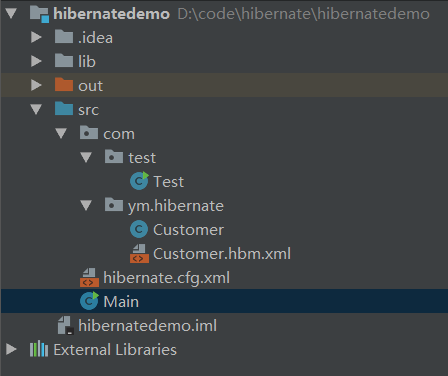 hibernatedemo D:\code\hibernate\hibernatedemo
.idea
lib
out
src
com
test
Test
ym.hibernate
Customer
Customer.hbm.xml
hibernate.cfg.xml
Main
hibernatedemo.iml
External Libraries